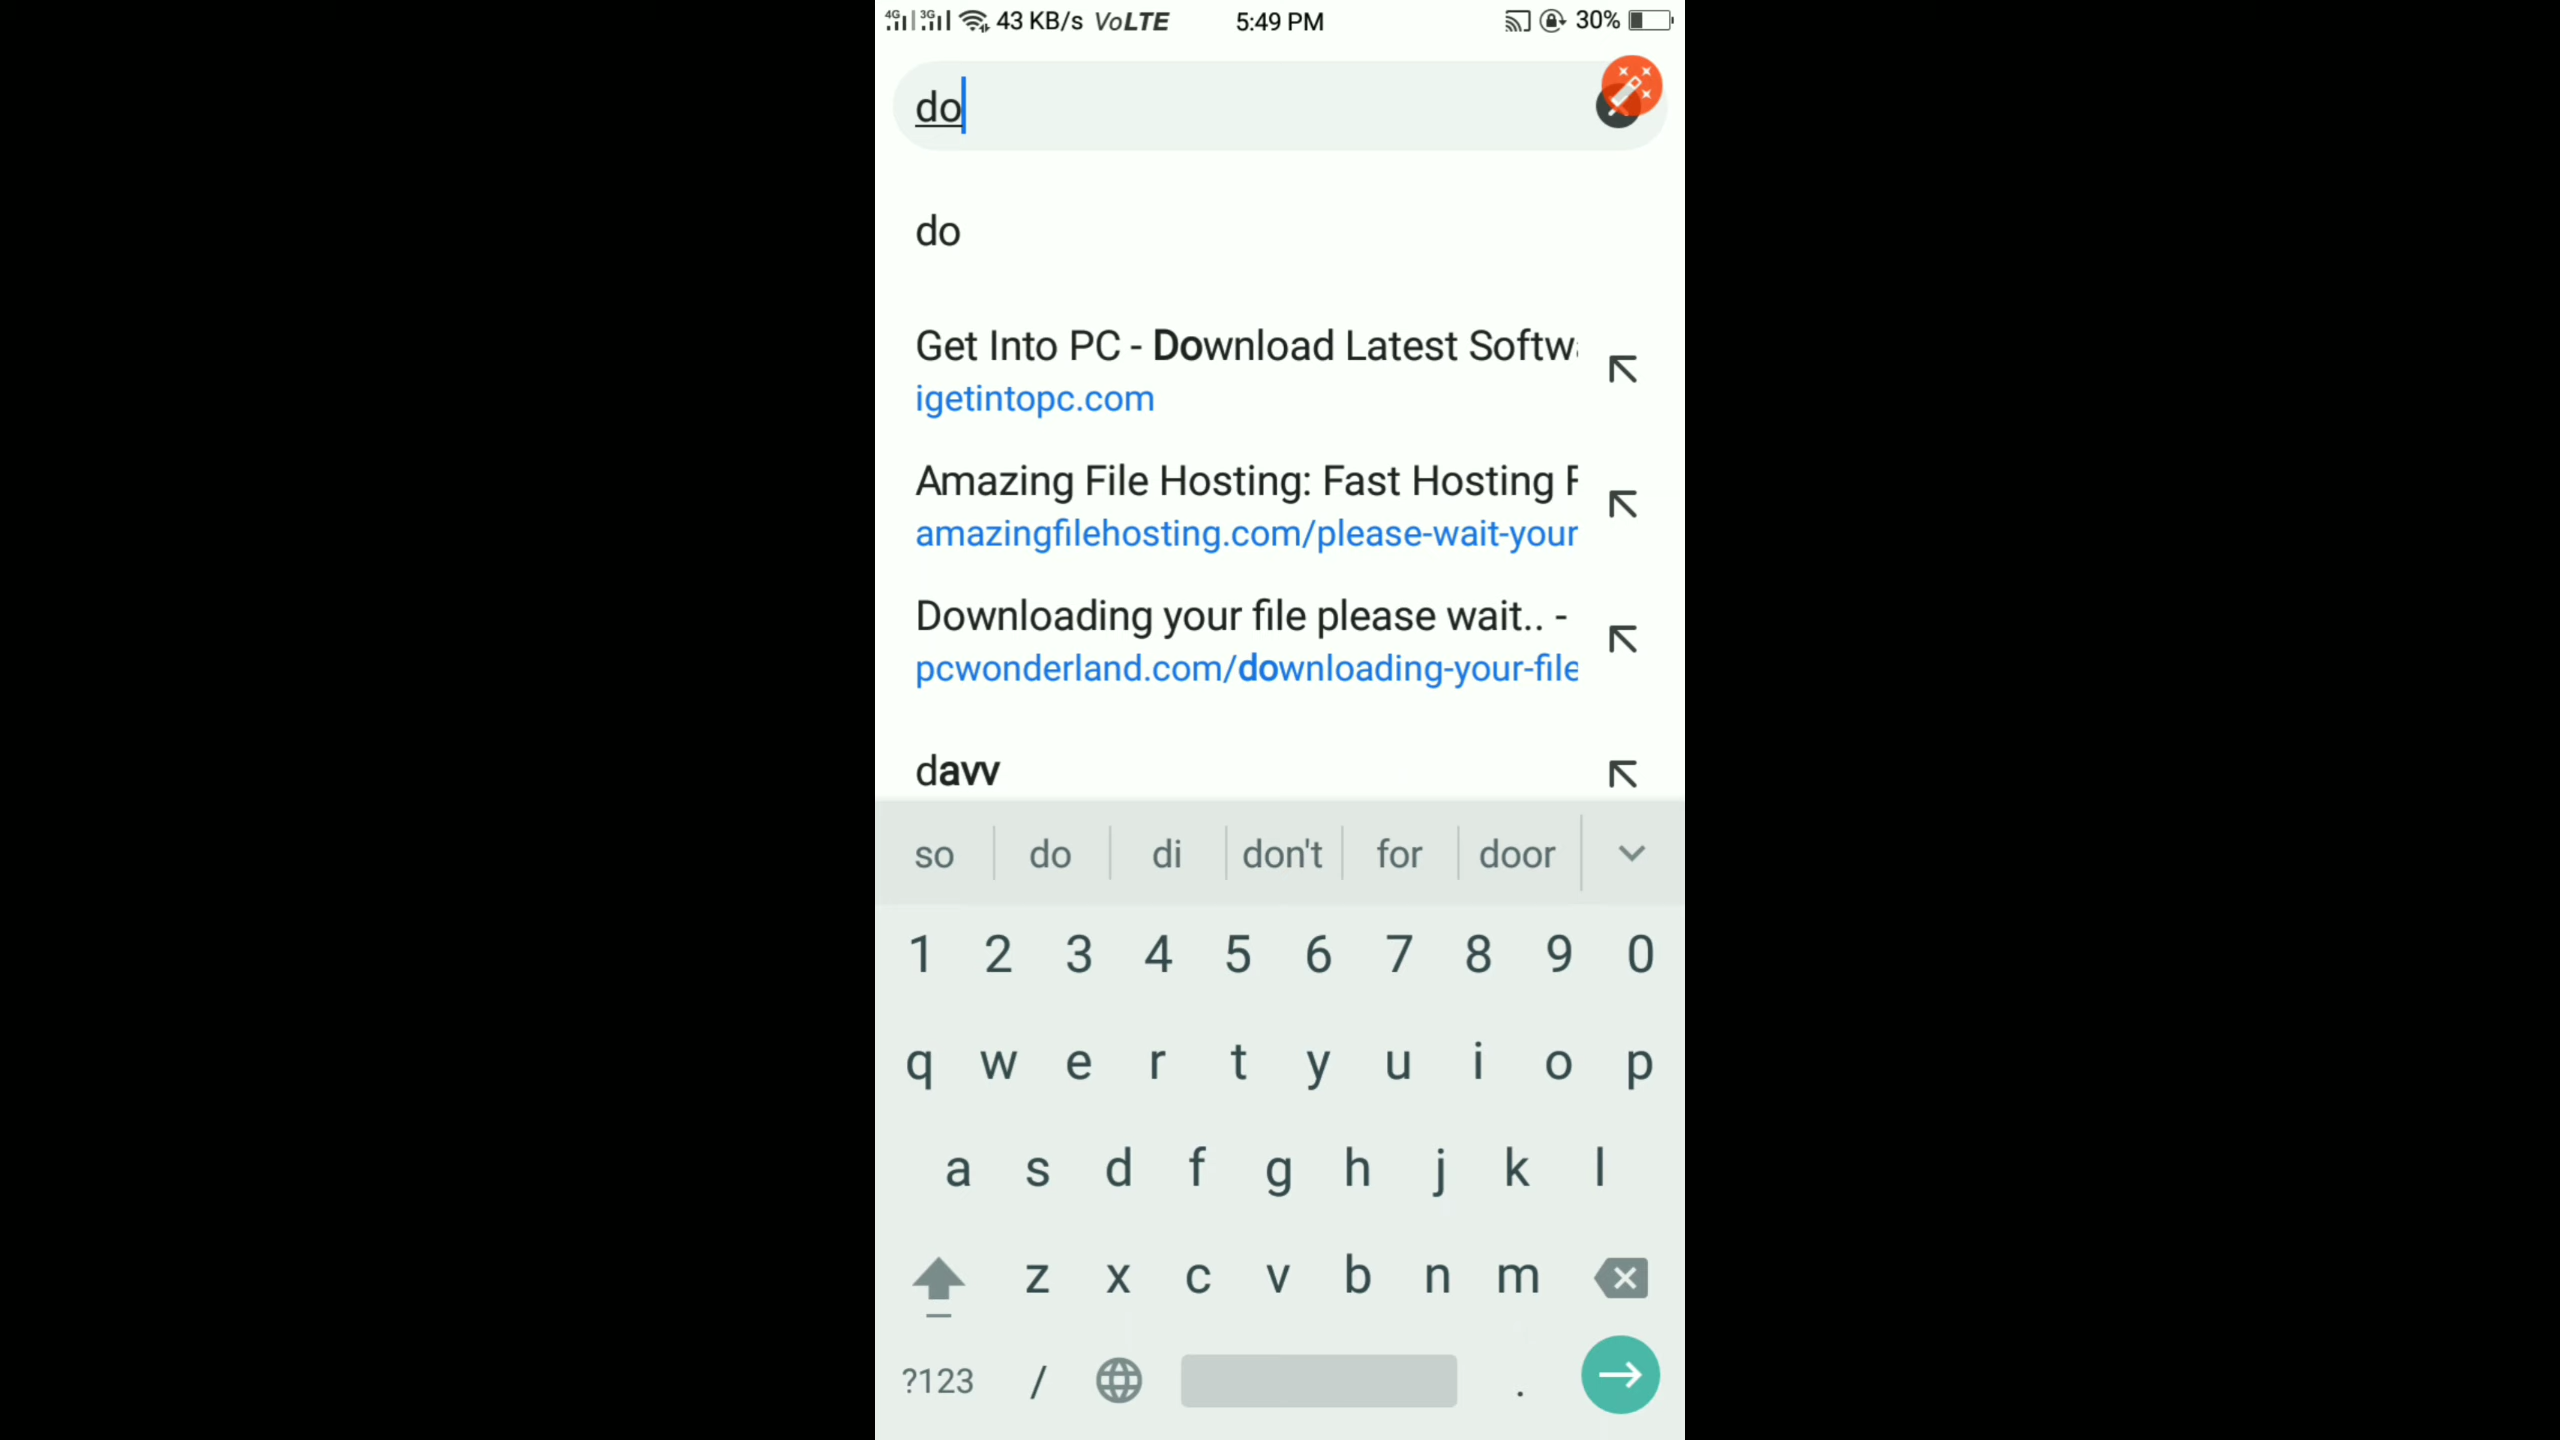 4G 3G 43 KB/s VoLTE 5:49 PM 30%
do
do
Get Into PC - Download Latest Softw
igetintopc.com
Amazing File Hosting: Fast Hosting
amazingfilehosting.com/please-wait-your
Downloading your file please wait.. -
pcwonderland.com/downloading-your-file
davv
so do di don't for door
1 2 3 4 5 6 7 8 9 0
q w e r t y u i o p
a s d f g h j k l
z x c v b n m
?123 / .